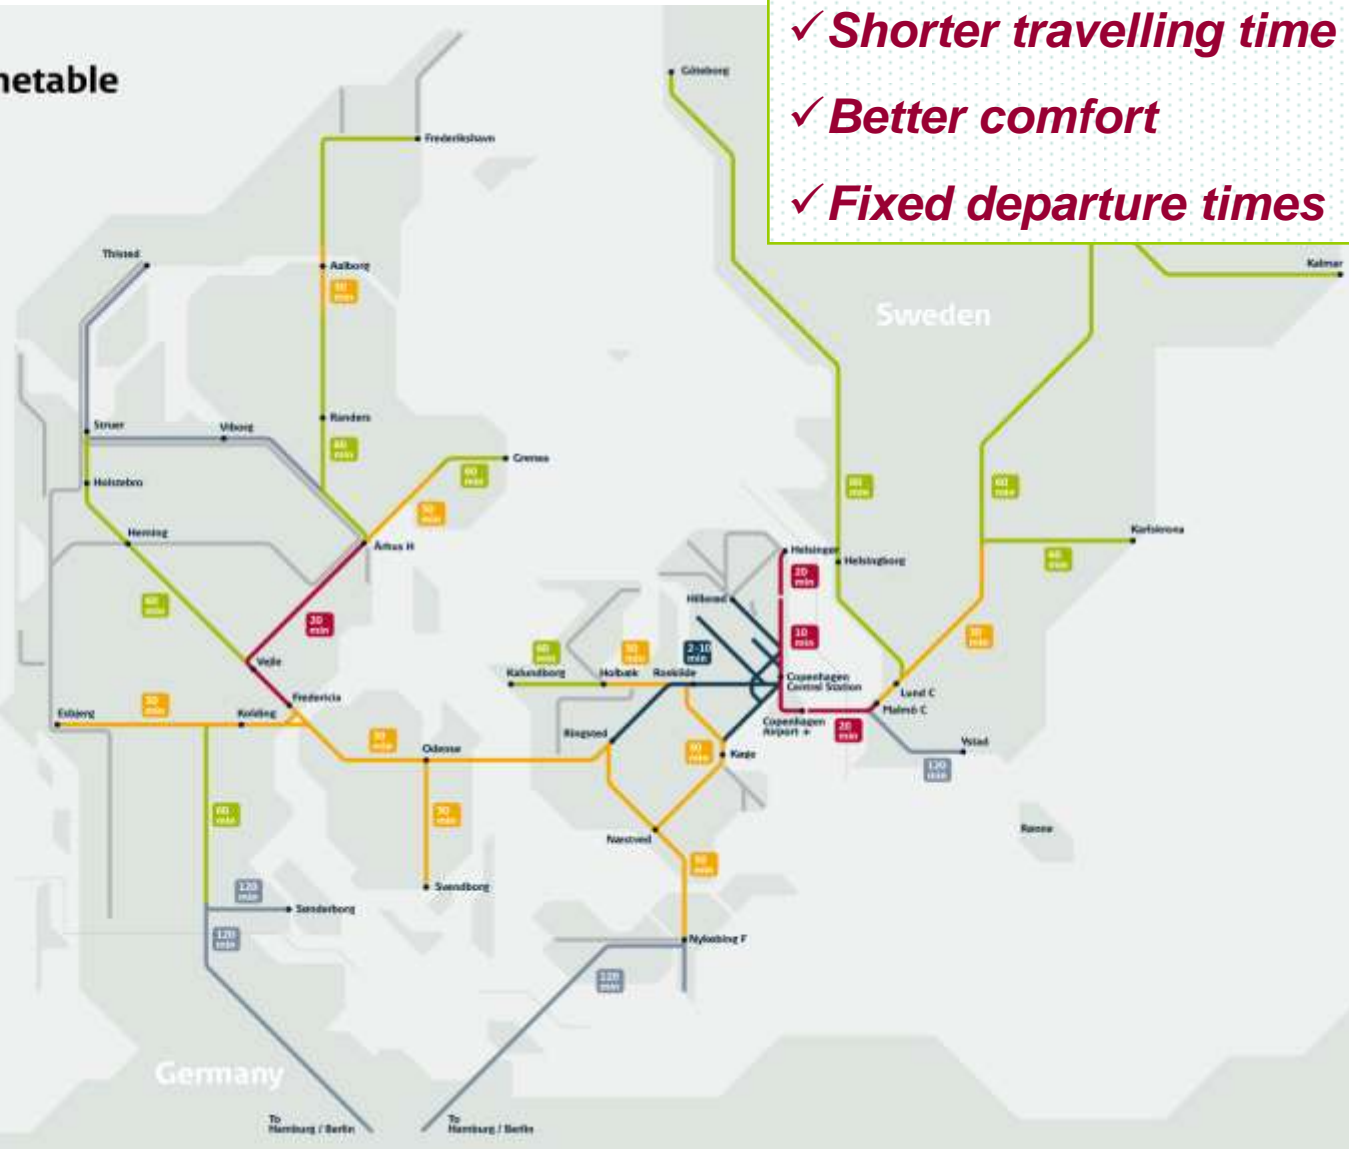 netable
✓ Shorter travelling time
✓ Better comfort
✓ Fixed departure times
Göteborg
Frederikshavn
Thisted
Aalborg
30
min
Kalmar
Sweden
Struer
Viborg
Randers
60
min
Grenaa
60
min
Holstebro
30
min
60
min
60
min
Herning
Århus H
Helsingør
Helsingborg
Karlskrona
60
min
20
min
60
min
Hillerød
20
min
10
min
30
min
2-10
min
60
min
30
min
Vejle
Kalundborg
Holbæk
Roskilde
Copenhagen
Central Station
Lund C
Malmö C
Fredericia
30
min
Esbjerg
Kolding
30
min
Odense
Ringsted
Copenhagen
Airport
20
min
Køge
30
min
Ystad
120
min
60
min
30
min
Næstved
Rønne
30
min
Svendborg
120
min
Sønderborg
120
min
Nykøbing F
120
min
Germany
To
Hamburg / Berlin
To
Hamburg / Berlin